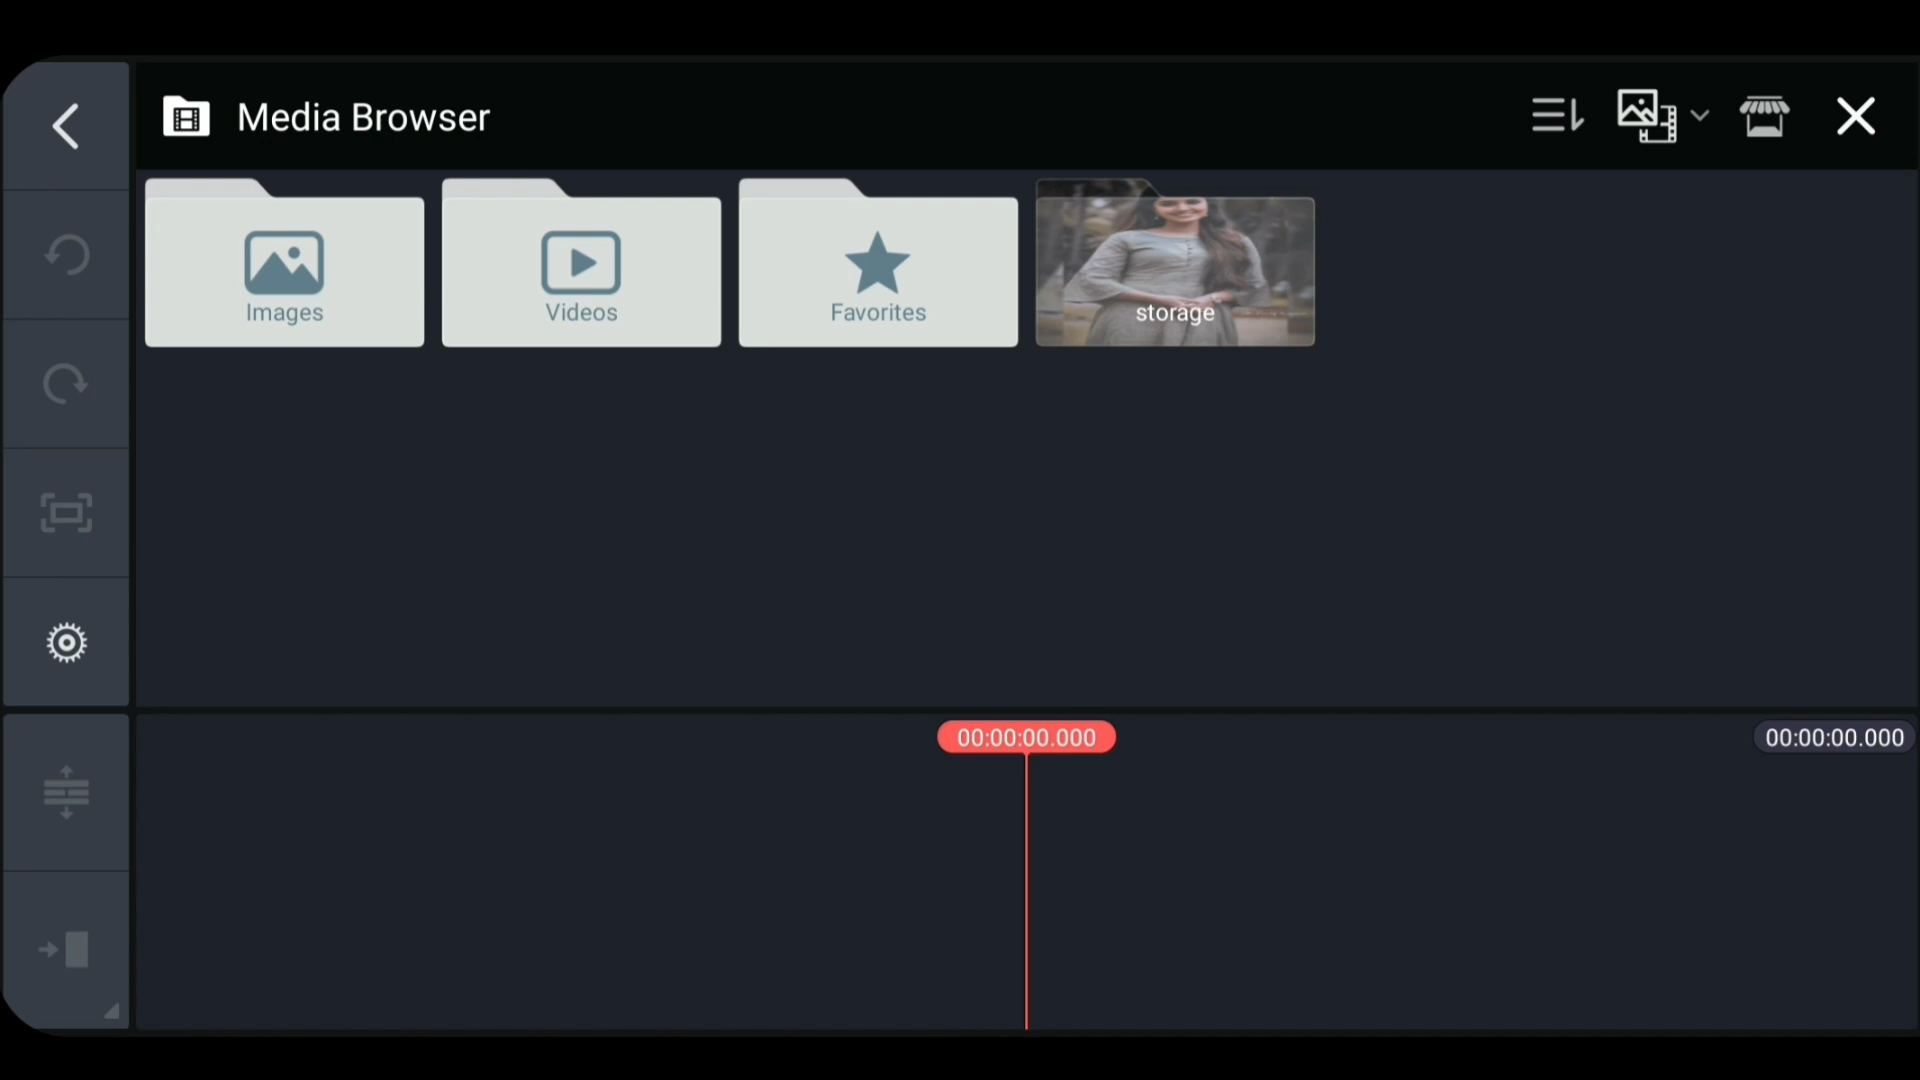 Media Browser
Images
Videos
Favorites
storage
00:00:00.000
00:00:00.000